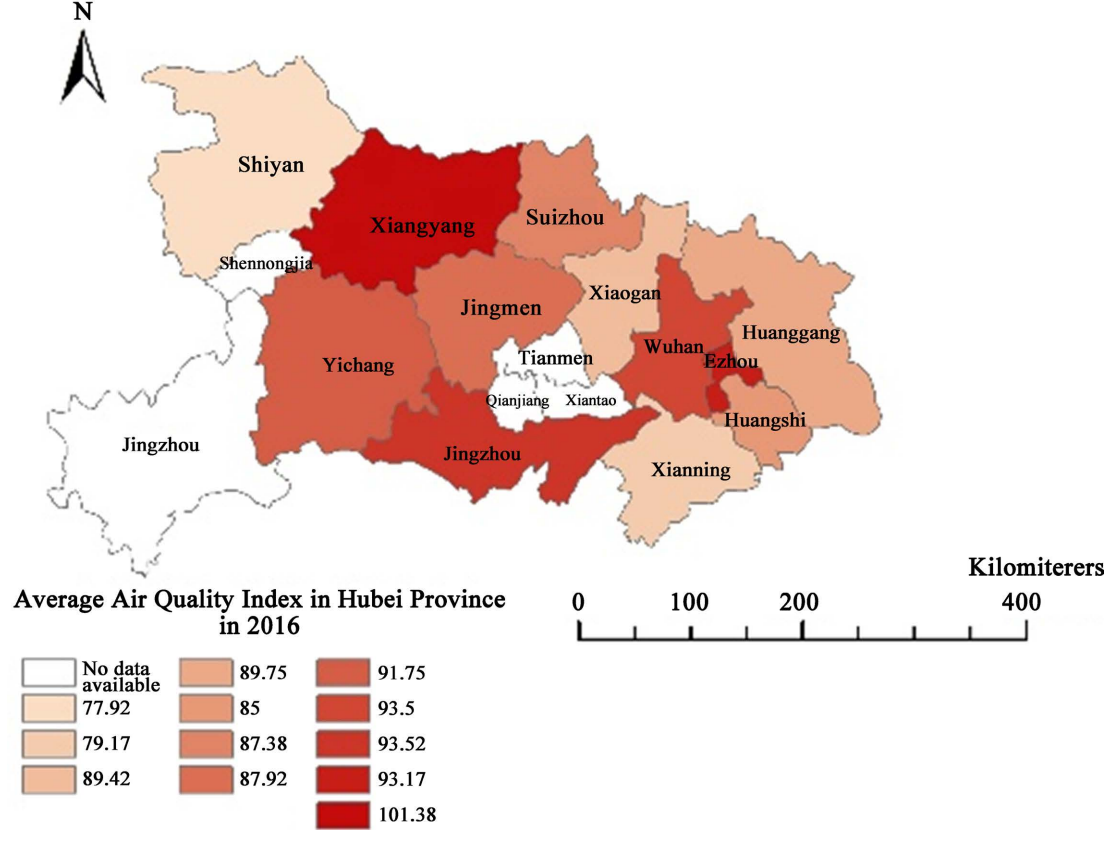 N
Shiyan
Xiangyang
Suizhou
Shennongjia
Xiaogan
Jingmen
Huanggang
Wuhan
Tianmen
Ezhou
Yichang
Qianjiang
Xiantao
Huangshi
Jingzhou
Jingzhou
Xianning
Kilomiterers
0 100 200 400
Average Air Quality Index in Hubei Province
in 2016
No data
available
77.92
79.17
89.42
89.75
85
87.38
87.92
91.75
93.5
93.52
93.17
101.38